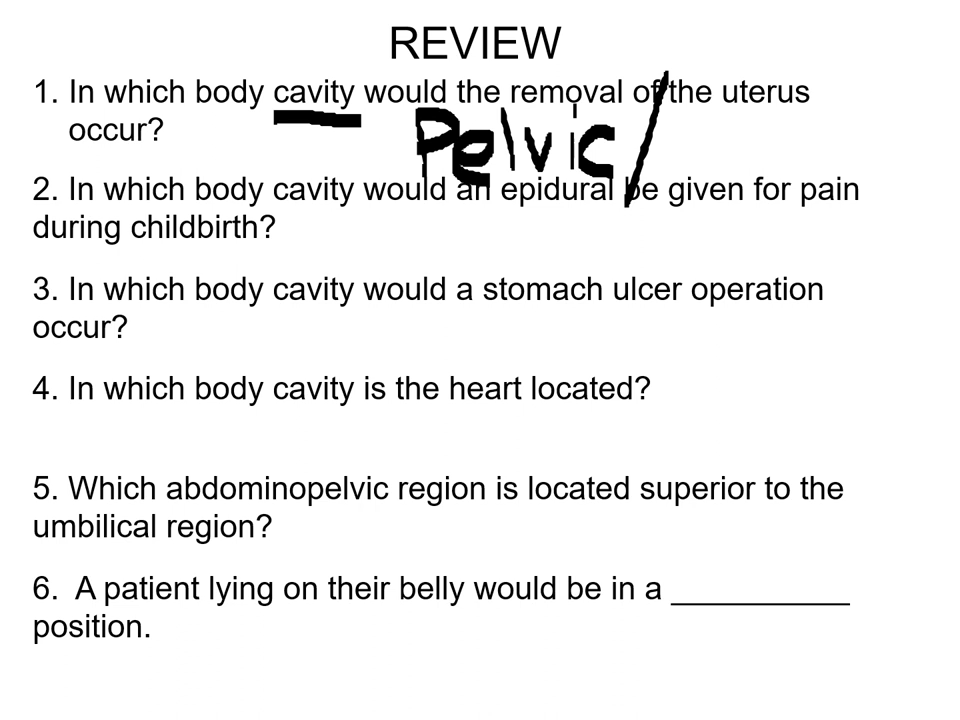 REVIEW
1. In which body cavity would the removal of the uterus
occur?
Pelvic/
2. In which body cavity would an epidural be given for pain
during childbirth?
3. In which body cavity would a stomach ulcer operation
occur?
4. In which body cavity is the heart located?
5. Which abdominopelvic region is located superior to the
umbilical region?
6. A patient lying on their belly would be in a __________
position.